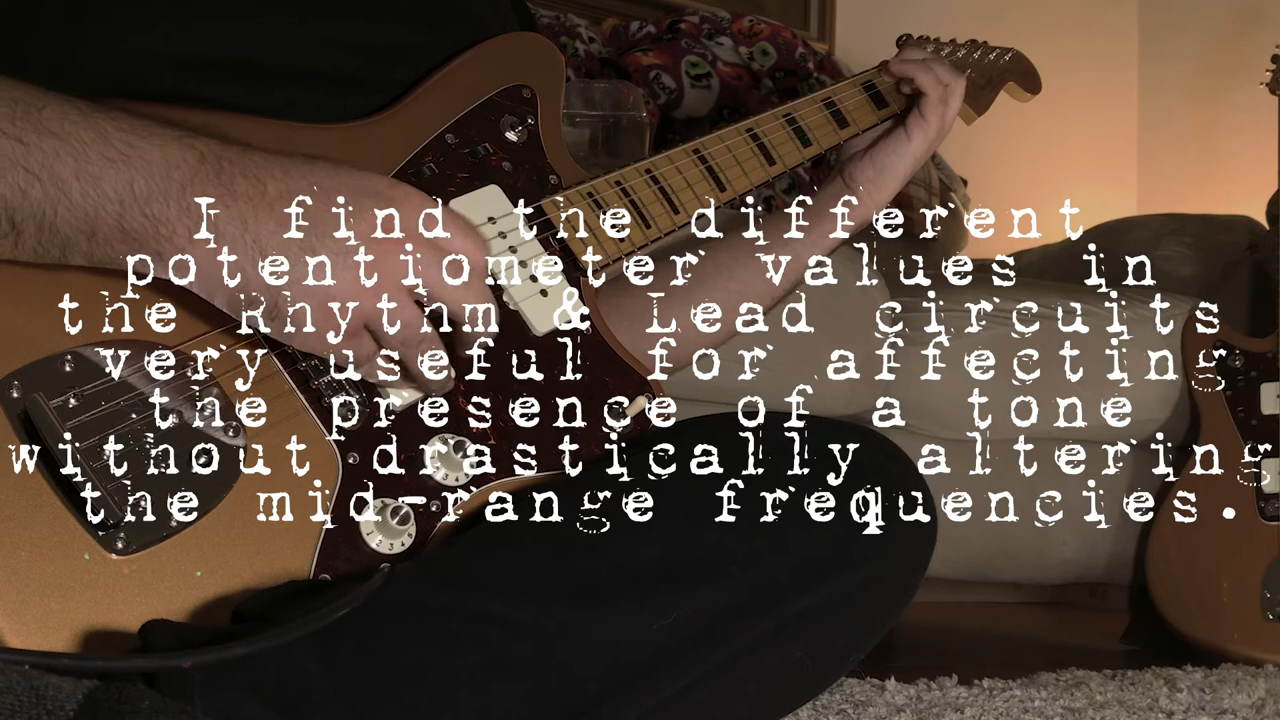 I find the different
potentiometer values in
the Rhythm & Lead circuits
very useful for affecting
the presence of a tone
without drastically altering
the mid-range frequencies.